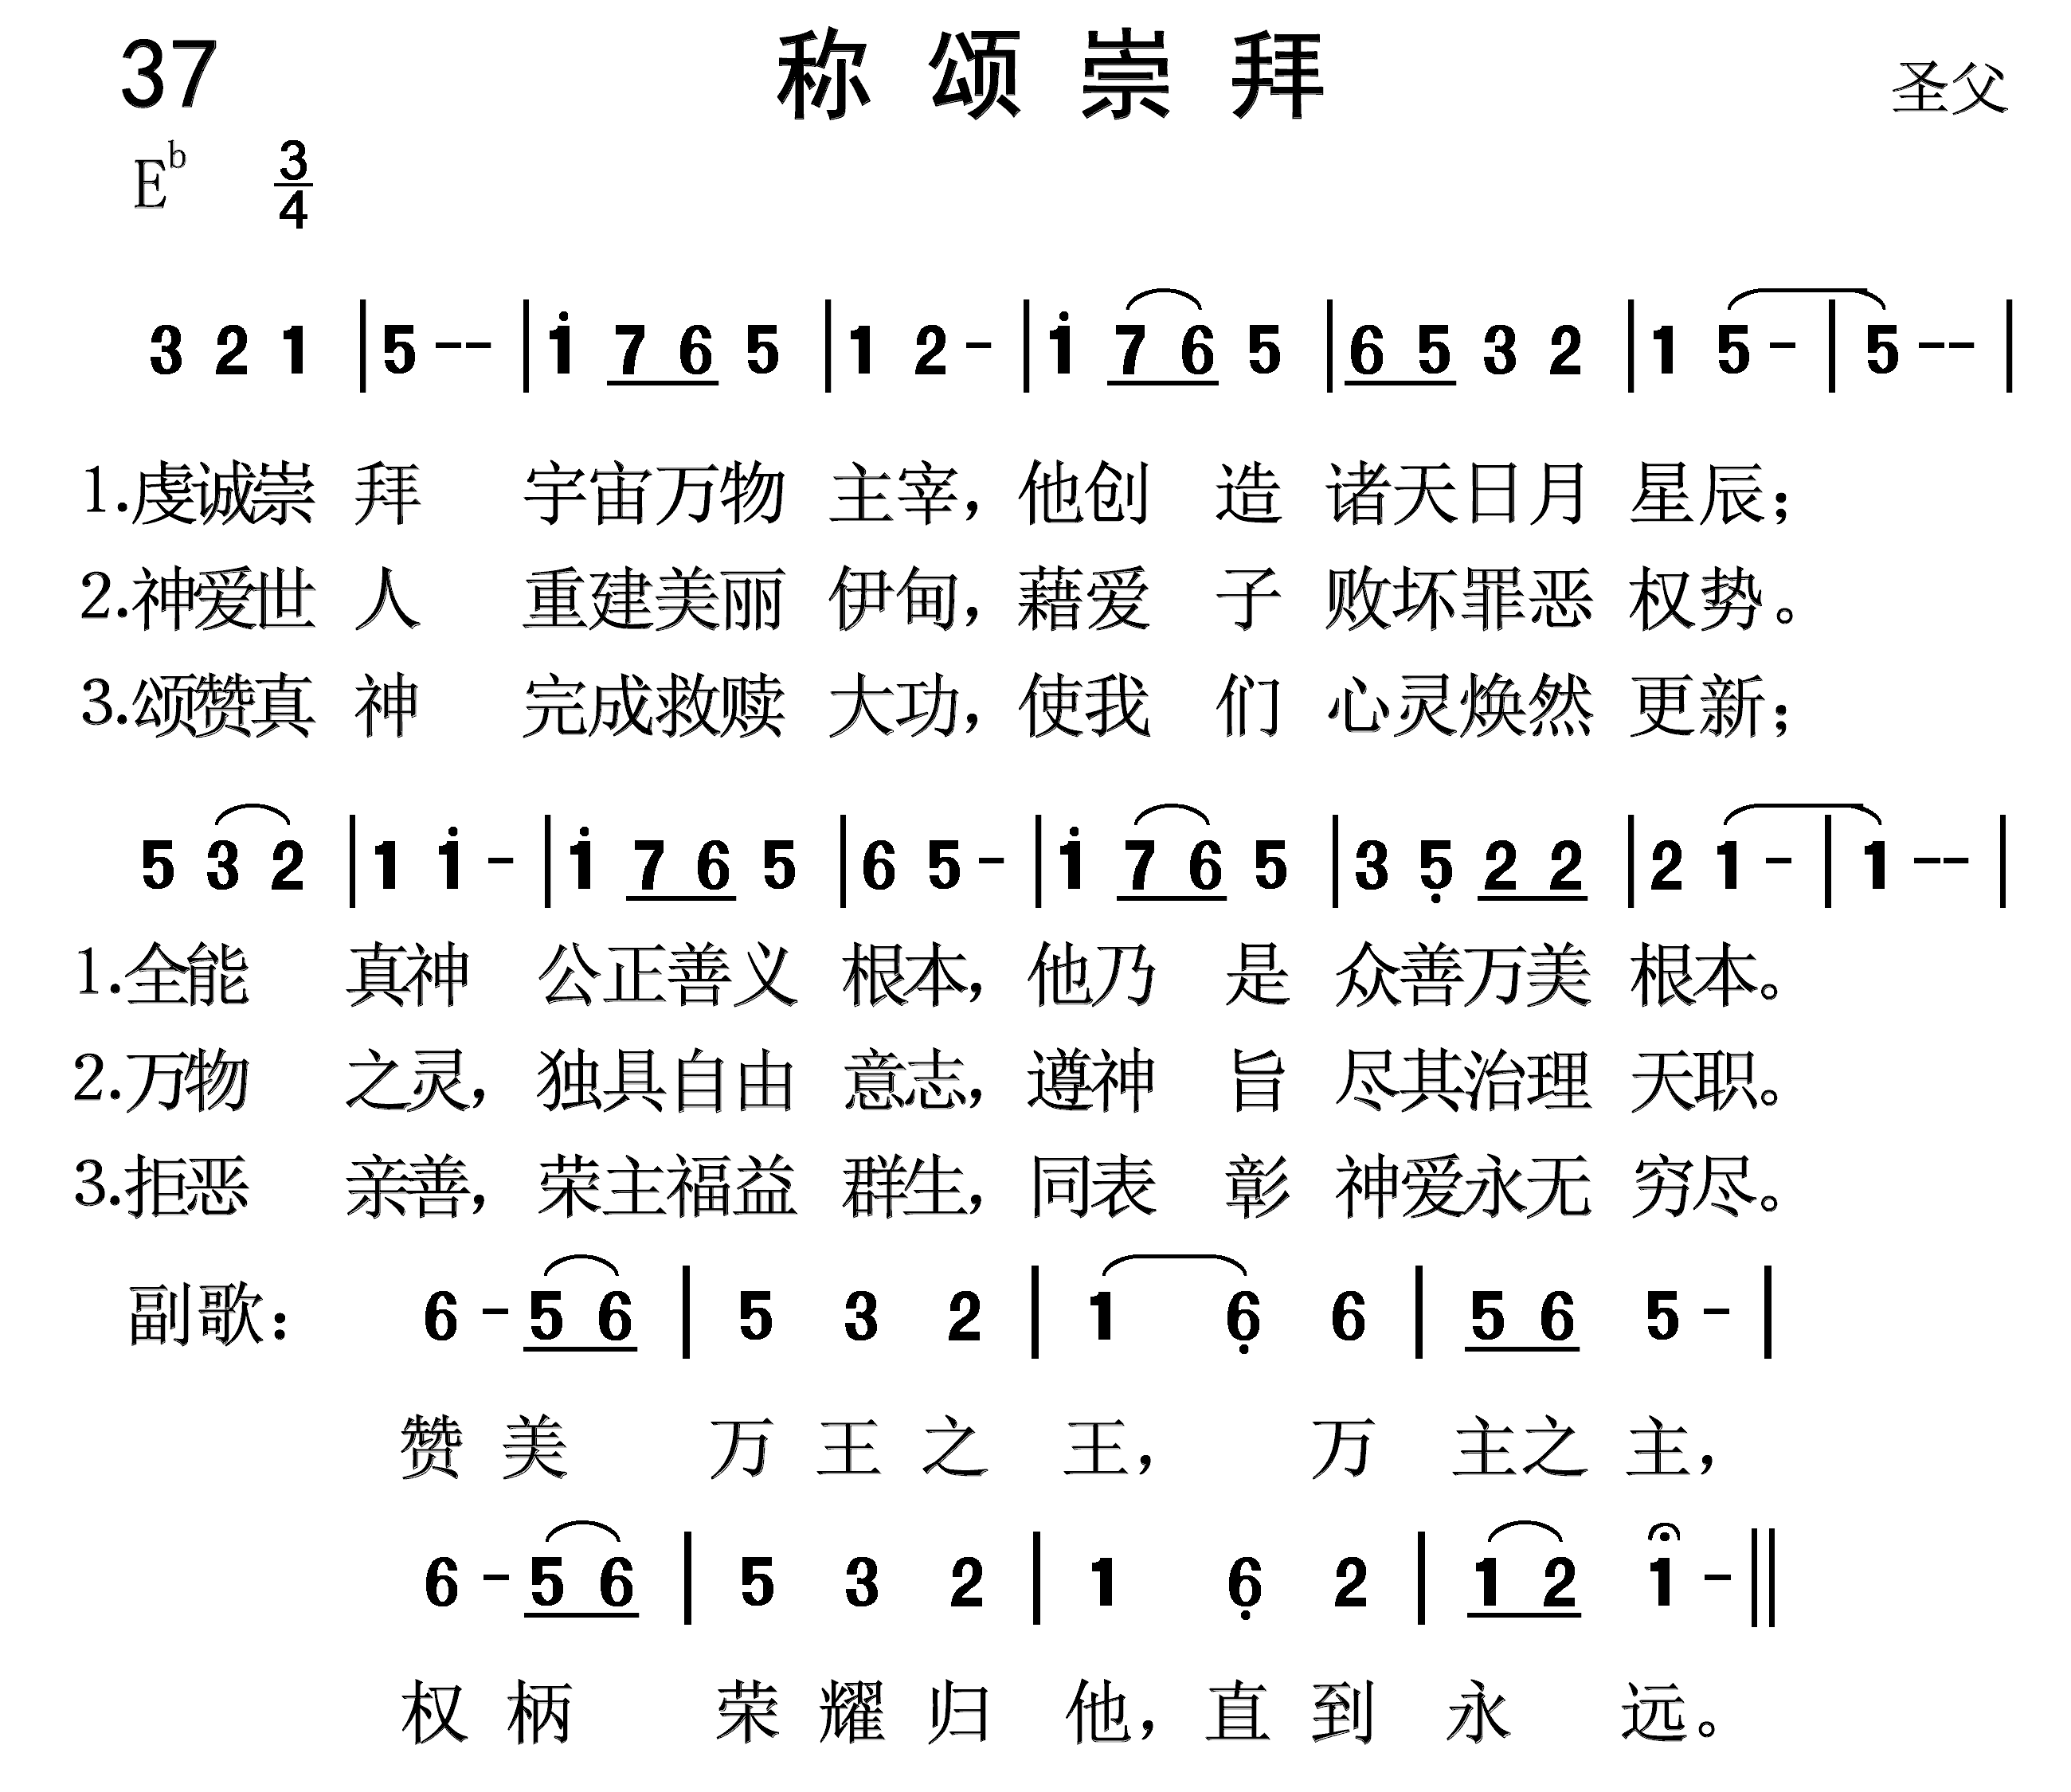 37 称颂崇拜 圣父
E♭ 3/4
3 2 1 | 5 - - | i 7 6 5 | 1 2 - | i 7 6 5 | 6 5 3 2 | 1 5 - | 5 - - |
1.虔诚崇 拜 宇宙万物 主宰，他创 造 诸天日月 星辰；
2.神爱世 人 重建美丽 伊甸，藉爱 子 败坏罪恶 权势。
3.颂赞真 神 完成救赎 大功，使我 们 心灵焕然 更新；
5 3 2 | 1 i - | i 7 6 5 | 6 5 - | i 7 6 5 | 3 5̣ 2 2 | 2 1 - | 1 - - |
1.全能 真神 公正善义 根本，他乃 是 众善万美 根本。
2.万物 之灵，独具自由 意志，遵神 旨 尽其治理 天职。
3.拒恶 亲善，荣主福益 群生，同表 彰 神爱永无 穷尽。
副歌： 6 - 5 6 | 5 3 2 | 1 6̣ 6 | 5 6 5 - |
赞 美 万 王 之 王， 万 主之 主，
6 - 5 6 | 5 3 2 | 1 6̣ 2 | 1 2 1 - ||
权 柄 荣 耀 归 他，直 到 永 远。